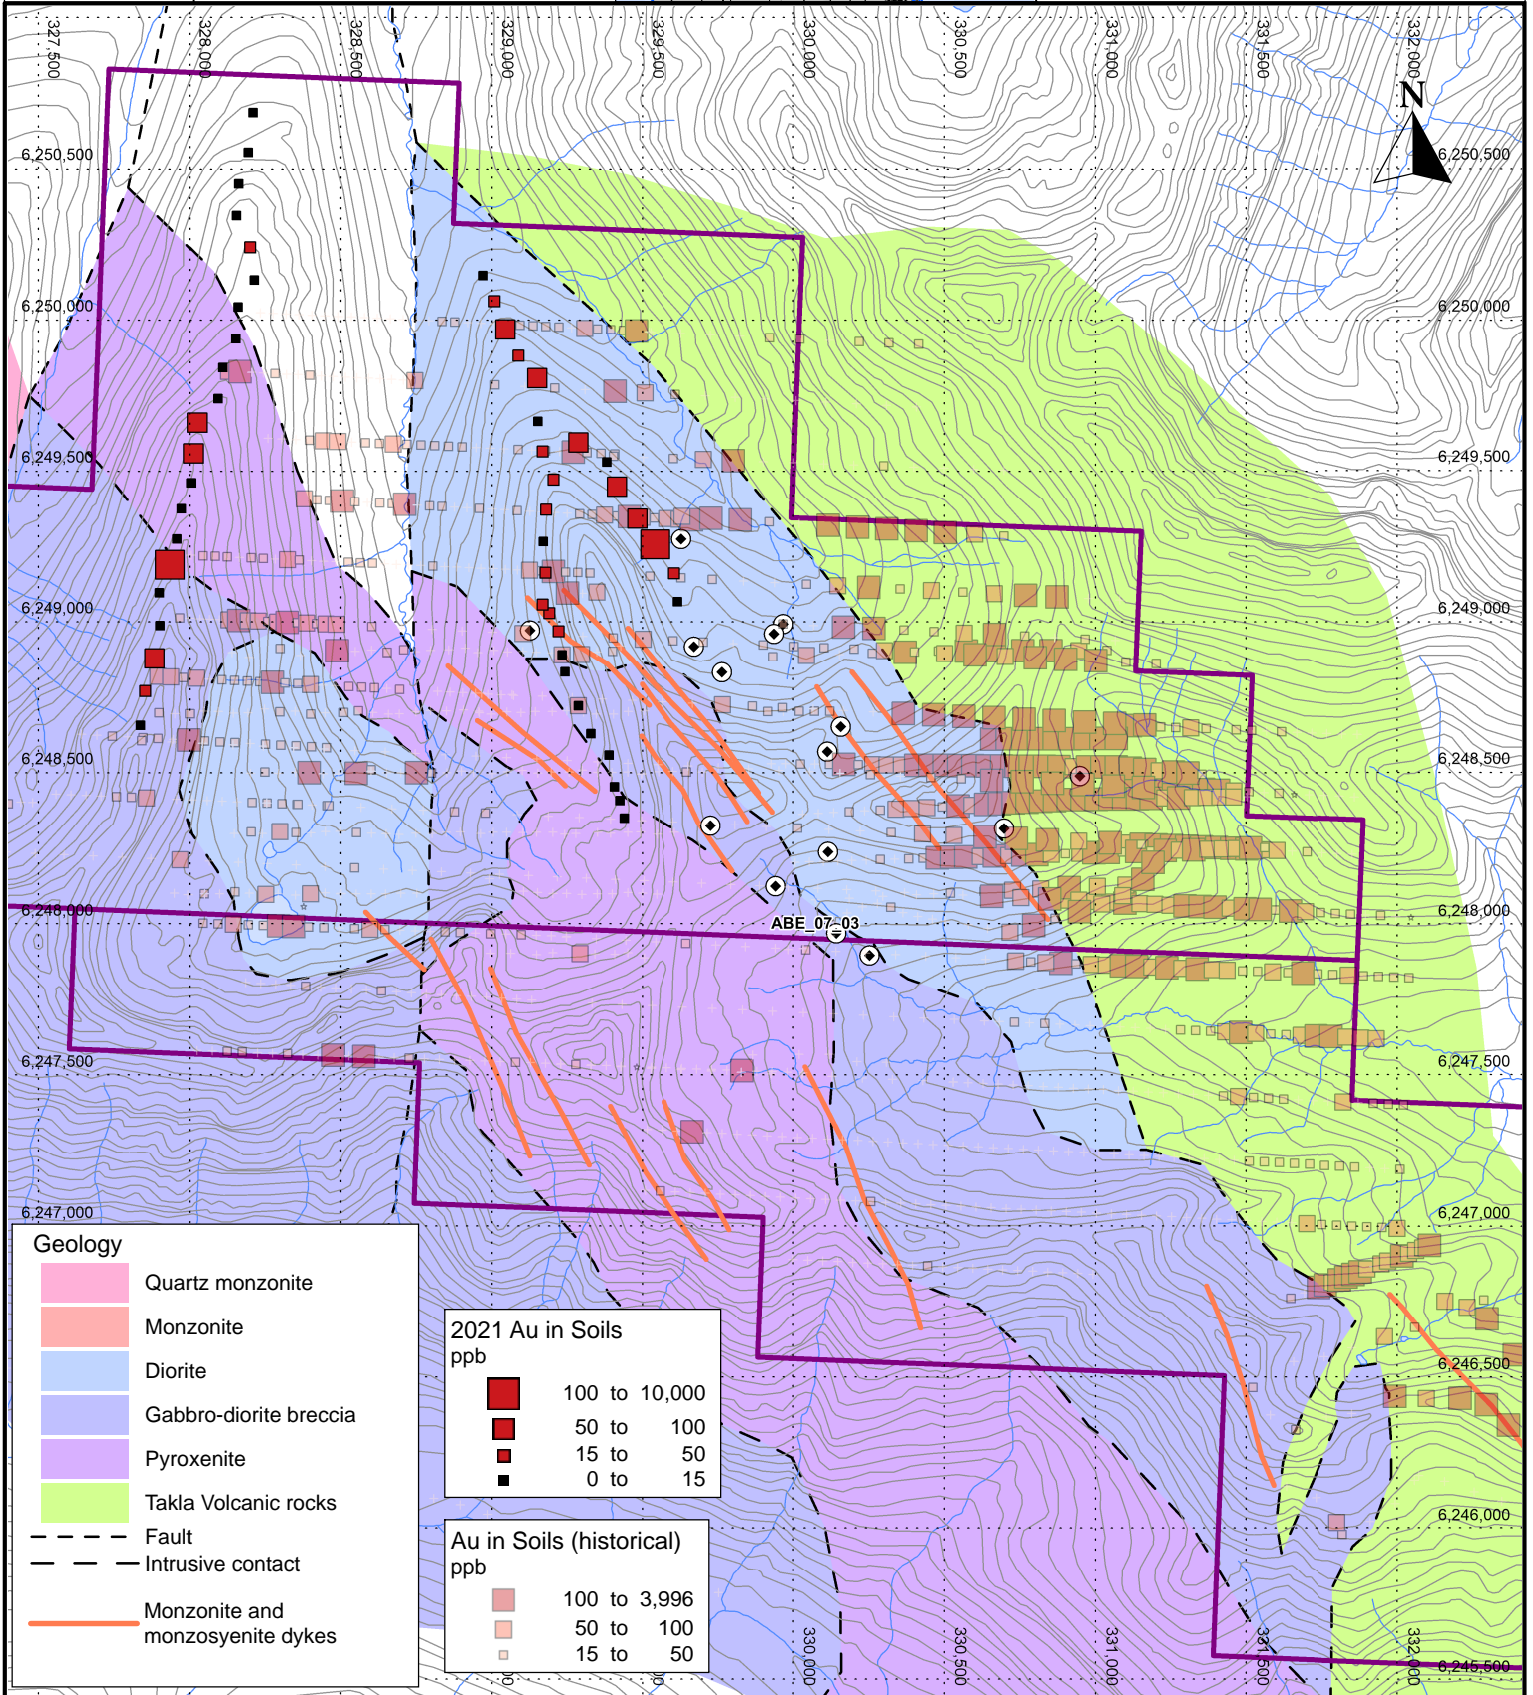 327,500
328,000
328,500
329,000
329,500
330,000
330,500
331,000
331,500
332,000
N
6,250,500
6,250,500
6,250,000
6,250,000
6,249,500
6,249,500
6,249,000
6,249,000
6,248,500
6,248,500
6,248,000
6,248,000
ABE_07_03
6,247,500
6,247,500
6,247,000
6,247,000
6,246,500
6,246,000
6,245,500
Geology
Quartz monzonite
Monzonite
Diorite
Gabbro-diorite breccia
Pyroxenite
Takla Volcanic rocks
Fault
Intrusive contact
Monzonite and
monzosyenite dykes
2021 Au in Soils
ppb
100 to 10,000
50 to 100
15 to 50
0 to 15
Au in Soils (historical)
ppb
100 to 3,996
50 to 100
15 to 50
330,000
330,500
331,000
331,500
332,000